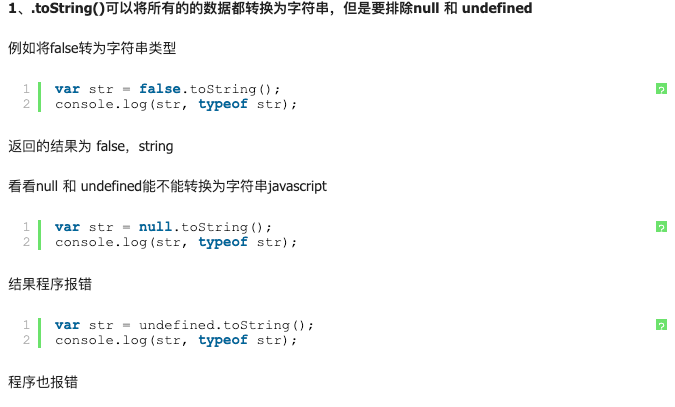 1、.toString()可以将所有的的数据都转换为字符串，但是要排除null 和 undefined
例如将false转为字符串类型
1 var str = false.toString();
2 console.log(str, typeof str);
?
返回的结果为 false，string
看看null 和 undefined能不能转换为字符串javascript
1 var str = null.toString();
2 console.log(str, typeof str);
?
结果程序报错
1 var str = undefined.toString();
2 console.log(str, typeof str);
?
程序也报错